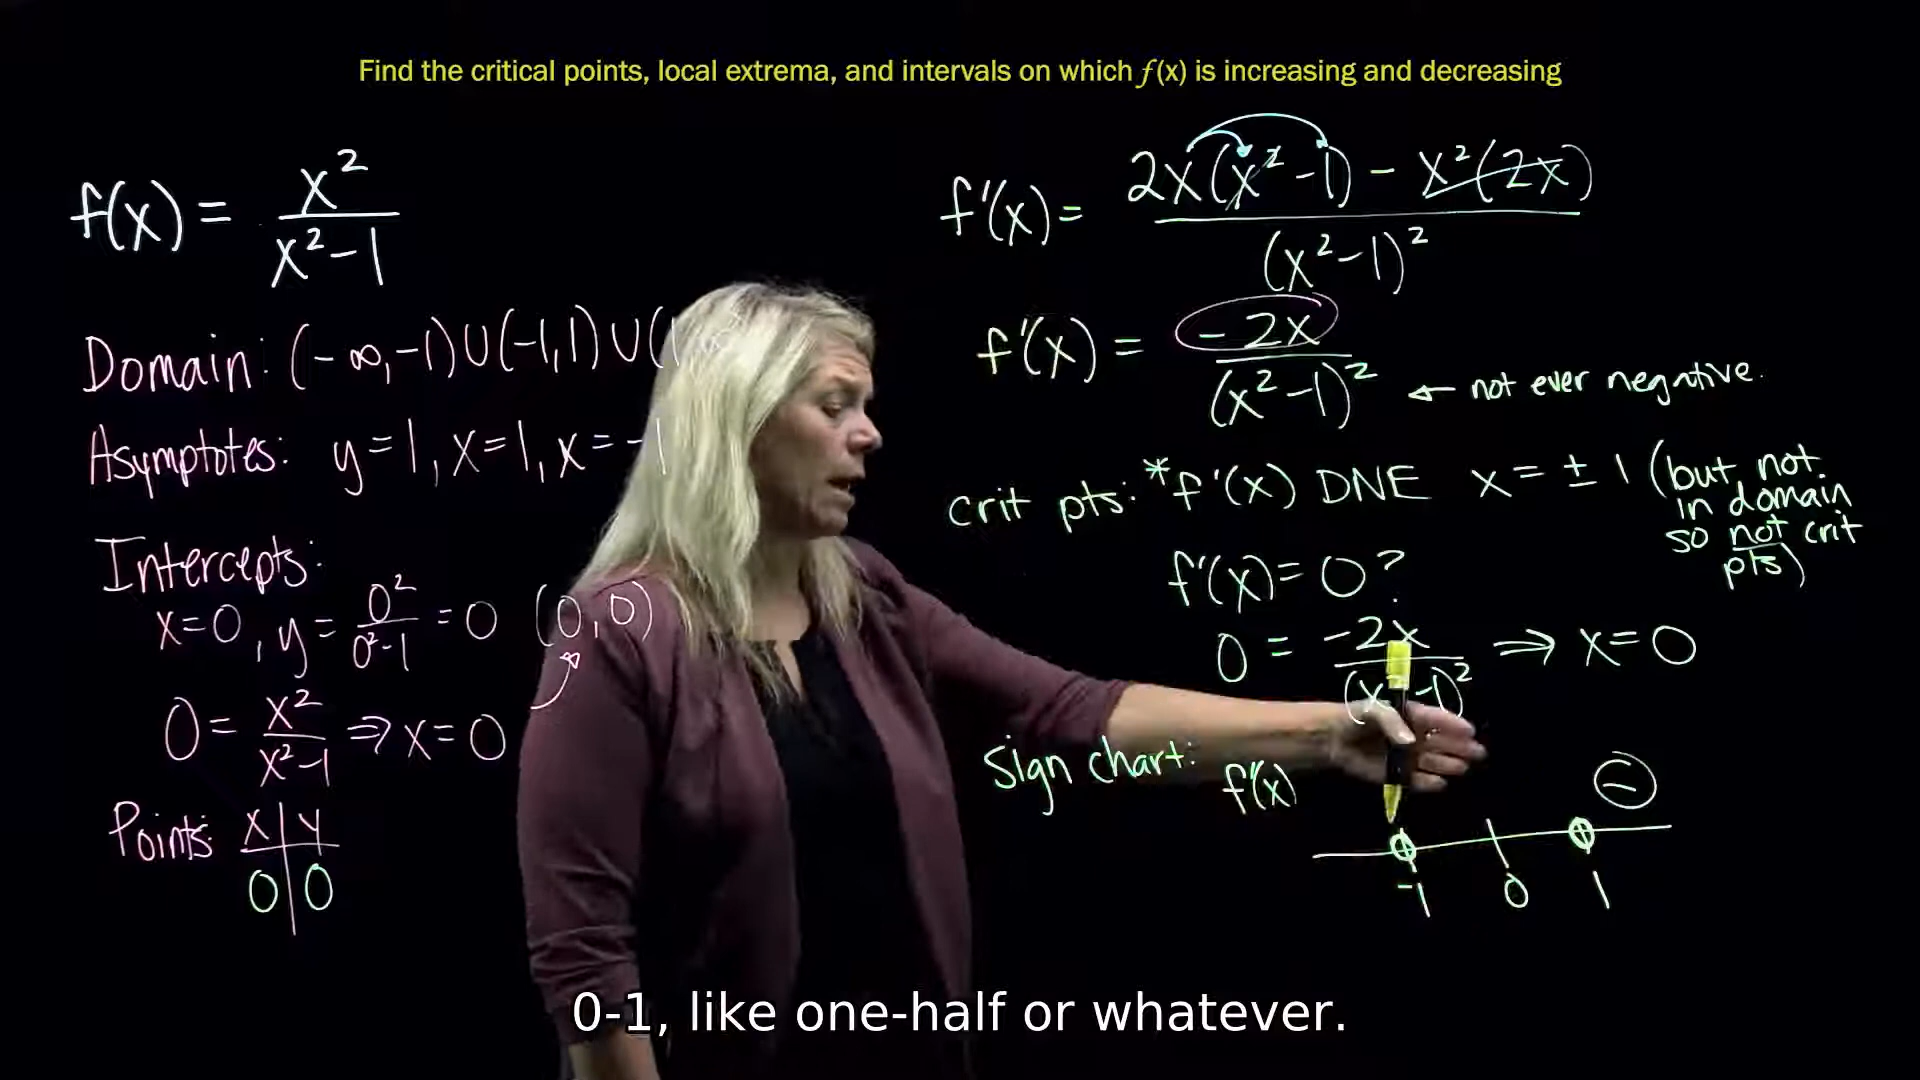 Find the critical points, local extrema, and intervals on which f(x) is increasing and decreasing
f(x) = x²/(x²-1)
Domain: (-∞,-1)∪(-1,1)∪(1
Asymptotes: y=1, x=1, x=-1
Intercepts:
x=0, y= 0²/(0²-1) =0 (0,0)
0= x²/(x²-1) ⇒ x=0
Points: x | y
0 | 0
f'(x)= (2x(x²-1) - x²(2x))/(x²-1)²
f'(x) = -2x/(x²-1)² ← not ever negative.
crit pts: *f'(x) DNE x = ±1 (but not
in domain
so not crit
pts)
f'(x)=0?
0 = -2x/(x²-1)² ⇒ x=0
Sign chart: f'(x) -
-1 0 1
0-1, like one-half or whatever.